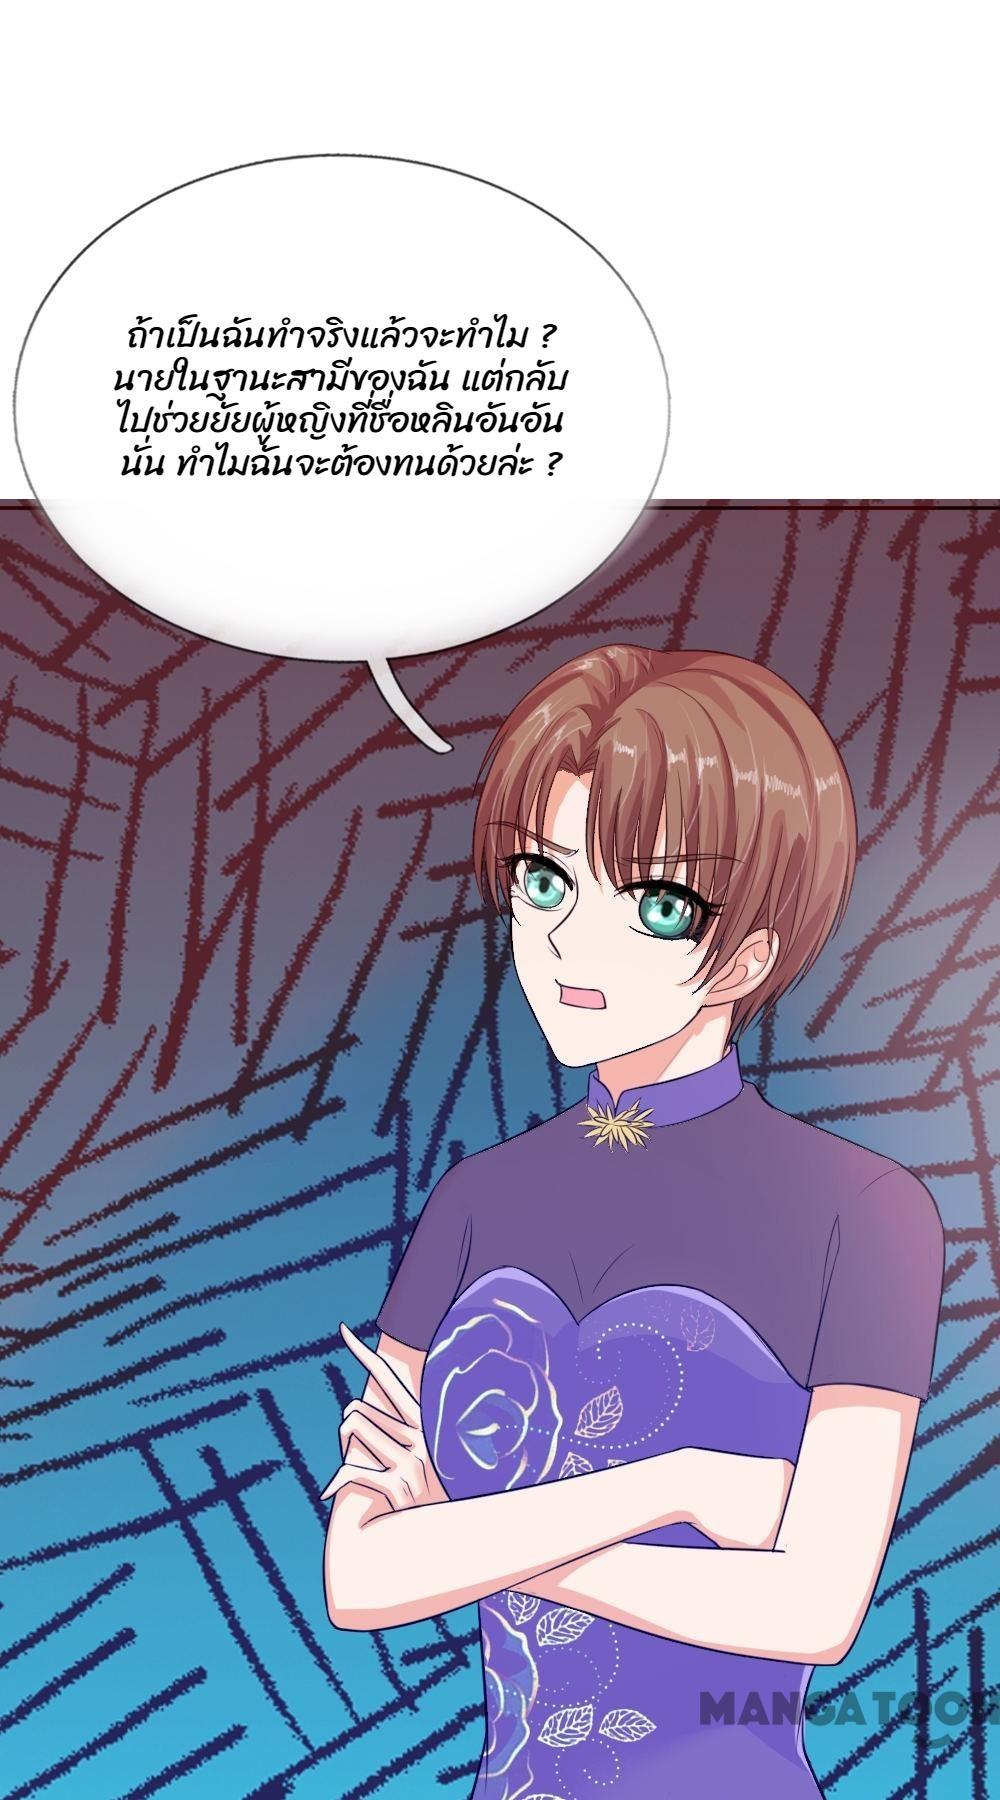 ถ้าเป็นฉันทำจริงแล้วจะทำไม ?
นายในฐานะสามีของฉัน แต่กลับ
ไปช่วยยัยผู้หญิงที่ชื่อหลินอันอัน
นั่น ทำไมฉันจะต้องทนด้วยล่ะ ?
MANGATOON